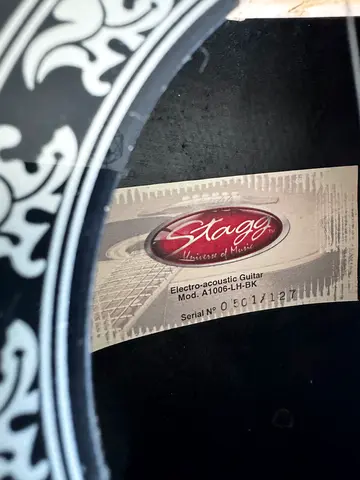 Stagg
Universe of Music
Electro-acoustic Guitar
Mod. A1006-LH-BK
Serial N° 0501/127